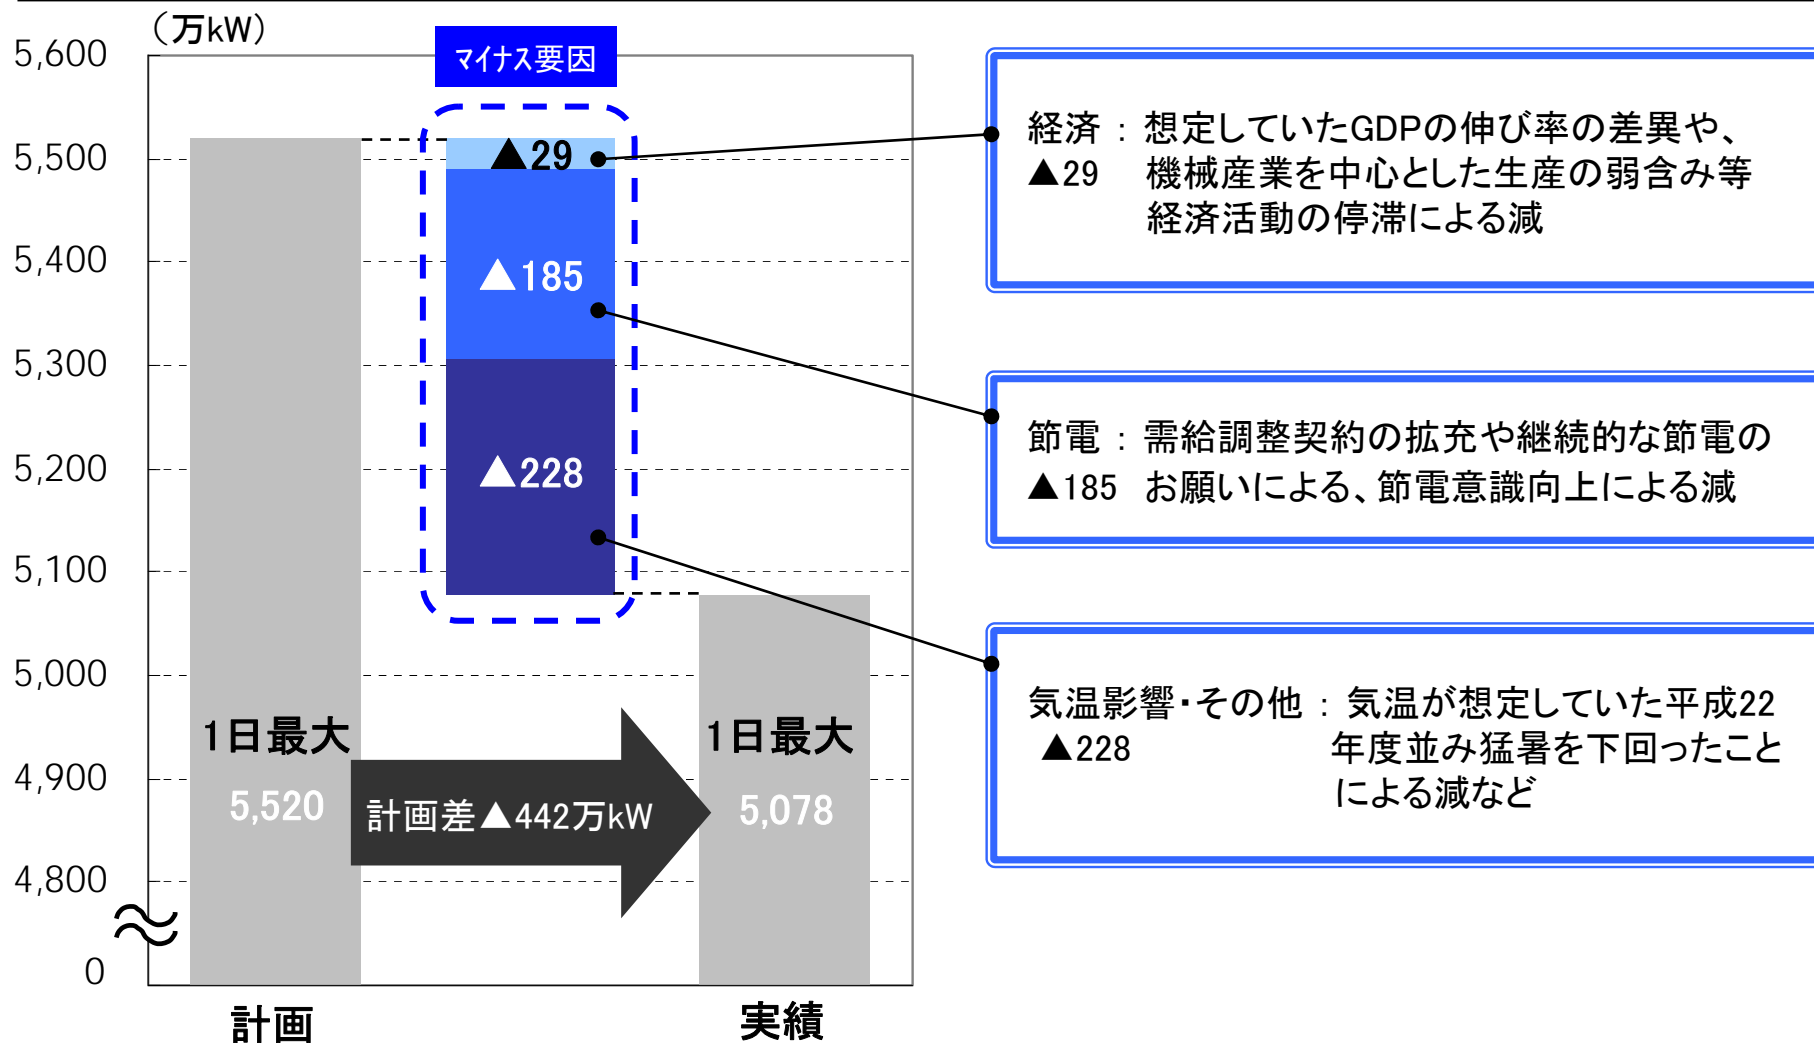 （万kW）
5,600
5,500
5,400
5,300
5,200
5,100
5,000
4,900
4,800
0
マイナス要因
▲29
▲185
▲228
1日最大
5,520
計画差▲442万kW
1日最大
5,078
計画
実績
経済 ： 想定していたGDPの伸び率の差異や、
▲29 機械産業を中心とした生産の弱含み等
経済活動の停滞による減
節電 ： 需給調整契約の拡充や継続的な節電の
▲185 お願いによる、節電意識向上による減
気温影響・その他 ： 気温が想定していた平成22
▲228 年度並み猛暑を下回ったこと
による減など